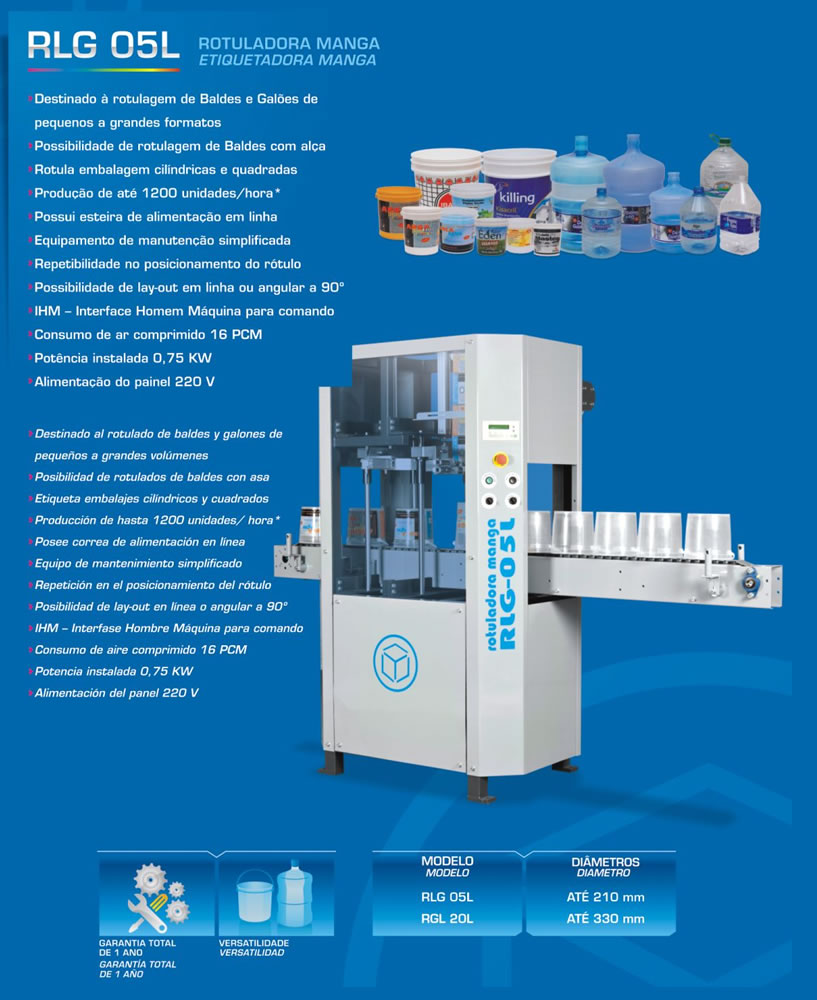 RLG 05L
ROTULADORA MANGA
ETIQUETADORA MANGA
Destinado à rotulagem de Baldes e Galões de
pequenos a grandes formatos
Possibilidade de rotulagem de Baldes com alça
Rotula embalagem cilíndricas e quadradas
Produção de até 1200 unidades/hora*
Possui esteira de alimentação em linha
Equipamento de manutenção simplificada
Repetibilidade no posicionamento do rótulo
Possibilidade de lay-out em linha ou angular a 90º
IHM – Interface Homem Máquina para comando
Consumo de ar comprimido 16 PCM
Potência instalada 0,75 KW
Alimentação do painel 220 V
Destinado al rotulado de baldes y galones de
pequeños a grandes volúmenes
Posibilidad de rotulados de baldes con asa
Etiqueta embalajes cilíndricos y cuadrados
Producción de hasta 1200 unidades/ hora*
Posee correa de alimentación en línea
Equipo de mantenimiento simplificado
Repetición en el posicionamiento del rótulo
Posibilidad de lay-out en línea o angular a 90º
IHM – Interfase Hombre Máquina para comando
Consumo de aire comprimido 16 PCM
Potencia instalada 0,75 KW
Alimentación del panel 220 V
killing
Eden
rotuladora manga
RLG-05L
GARANTIA TOTAL
DE 1 ANO
GARANTÍA TOTAL
DE 1 AÑO
VERSATILIDADE
VERSATILIDAD
MODELO
MODELO
DIÂMETROS
DIAMETRO
RLG 05L
ATÉ 210 mm
RGL 20L
ATÉ 330 mm